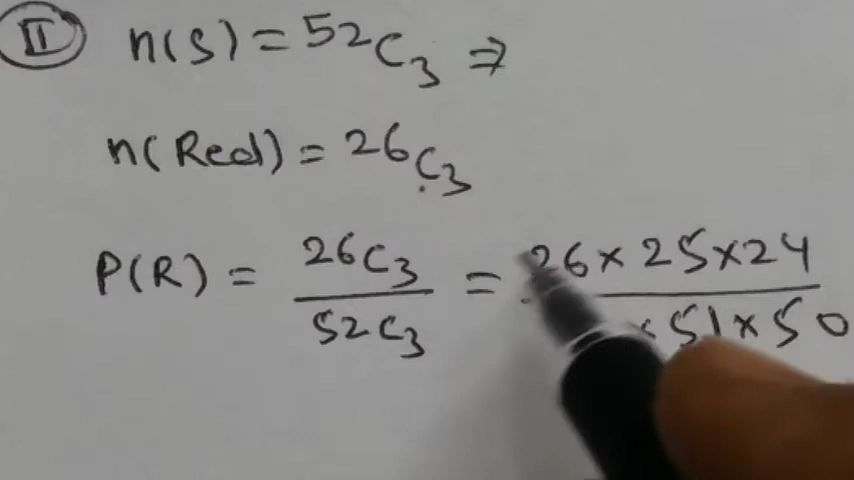 II n(S) = 52C3 ⇒
n(Red) = 26C3
P(R) = 26C3 / 52C3 = 26 × 25 × 24 / × 51 × 50